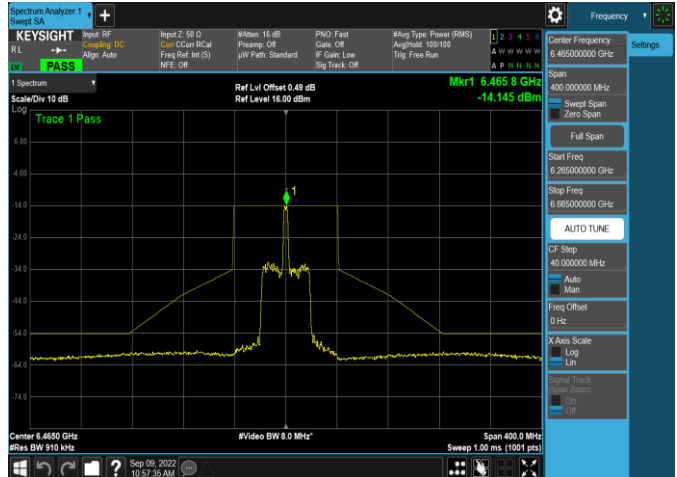 Spectrum Analyzer 1
Swept SA
+
Frequency
KEYSIGHT
R L
PASS
Input: RF
Coupling: DC
Align: Auto
Input Z: 50 Ω
Corr CCorr RCal
Freq Ref: Int (S)
NFE: Off
#Atten: 16 dB
Preamp: Off
µW Path: Standard
PNO: Fast
Gate: Off
IF Gain: Low
Sig Track: Off
#Avg Type: Power (RMS)
Avg|Hold: 100/100
Trig: Free Run
1 2 3 4 5 6
A W W W W W
A P N N N N
1 Spectrum
Scale/Div 10 dB
Log
Ref Lvl Offset 0.49 dB
Ref Level 16.00 dBm
Mkr1 6.465 8 GHz
-14.145 dBm
Trace 1 Pass
1
6.00
-4.00
-14.0
-24.0
-34.0
-44.0
-54.0
-64.0
-74.0
Center 6.4650 GHz
#Res BW 910 kHz
#Video BW 8.0 MHz*
Span 400.0 MHz
Sweep 1.00 ms (1001 pts)
Sep 09, 2022
10:57:35 AM
?
Center Frequency
6.465000000 GHz
Settings
Span
400.000000 MHz
Swept Span
Zero Span
Full Span
Start Freq
6.265000000 GHz
Stop Freq
6.665000000 GHz
AUTO TUNE
CF Step
40.000000 MHz
Auto
Man
Freq Offset
0 Hz
X Axis Scale
Log
Lin
Signal Track
(Span Zoom)
On
Off